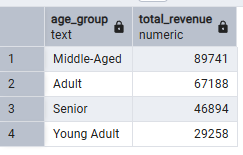 age_group total_revenue
text numeric
1 Middle-Aged 89741
2 Adult 67188
3 Senior 46894
4 Young Adult 29258